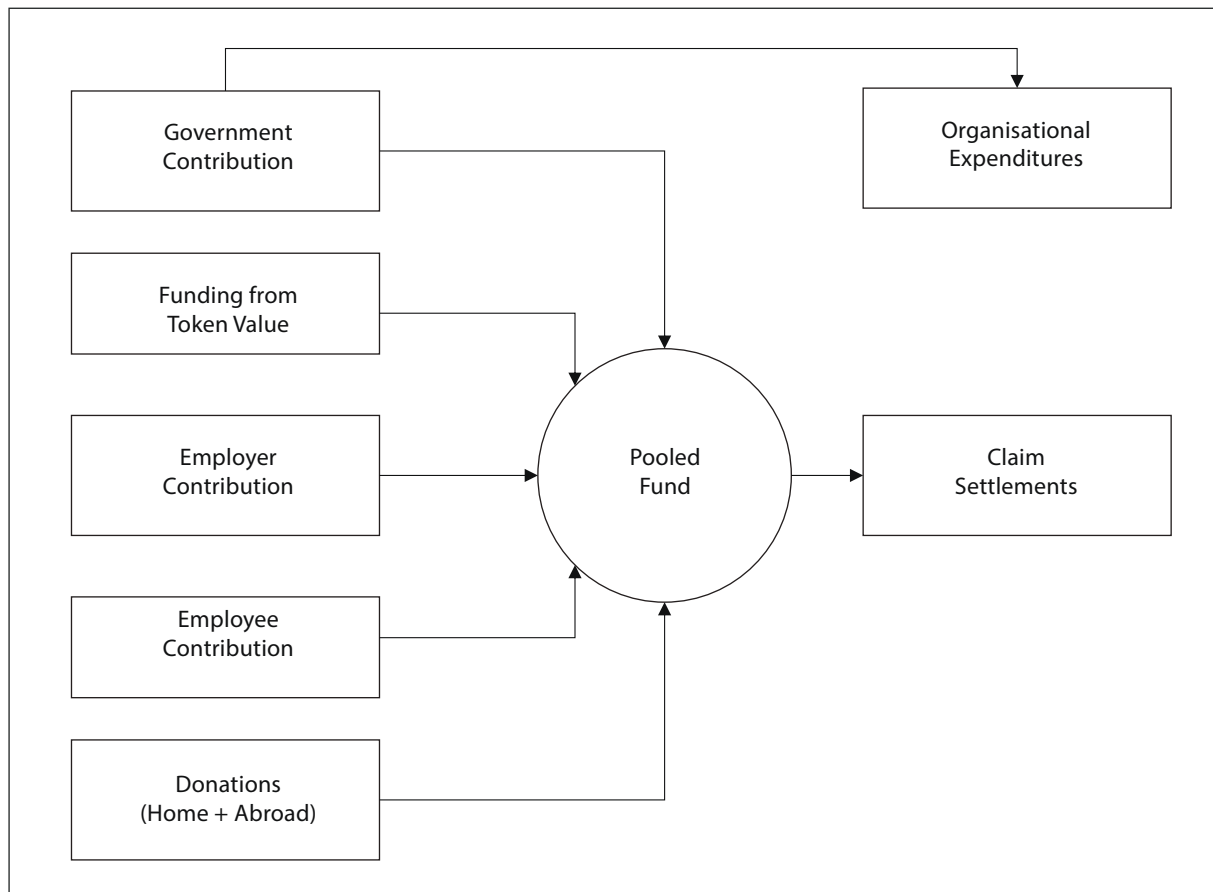 Government
Contribution
Organisational
Expenditures
Funding from
Token Value
Employer
Contribution
Pooled
Fund
Claim
Settlements
Employee
Contribution
Donations
(Home + Abroad)